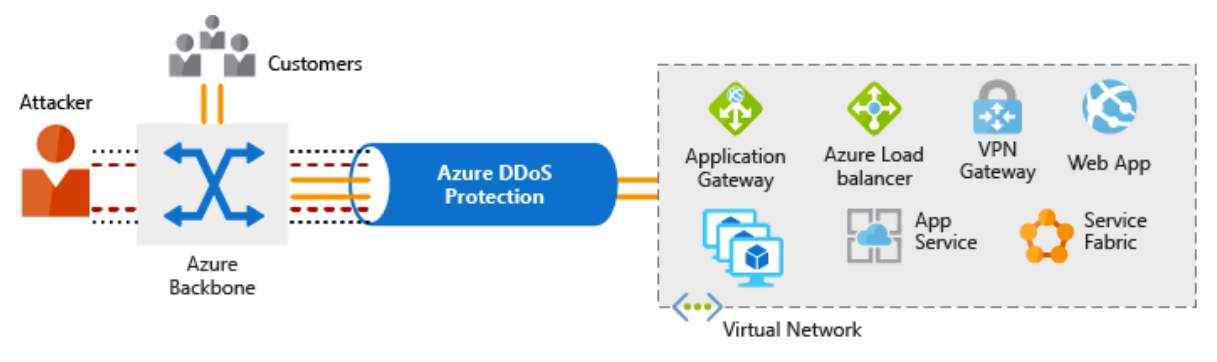 Customers
Attacker
Azure DDoS
Protection
Azure
Backbone
Application
Gateway
Azure Load
balancer
VPN
Gateway
Web App
App
Service
Service
Fabric
Virtual Network